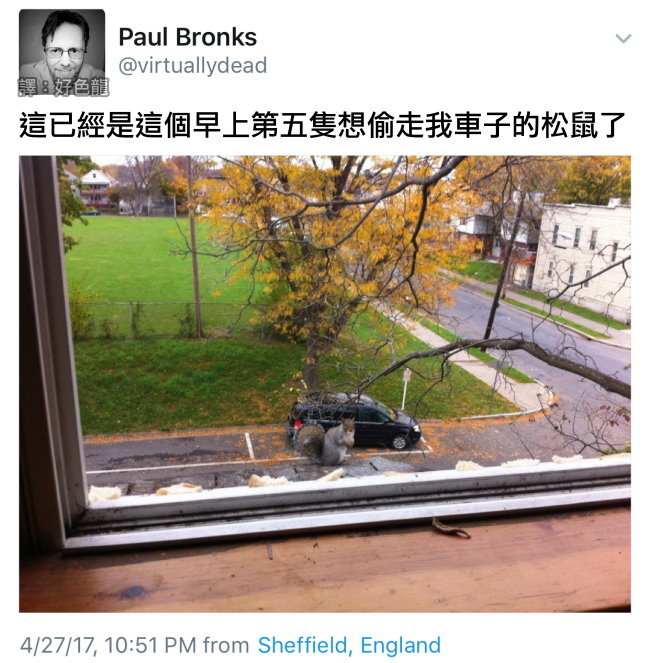 Paul Bronks
@virtuallydead
譯：好色龍
這已經是這個早上第五隻想偷走我車子的松鼠了
4/27/17, 10:51 PM from Sheffield, England